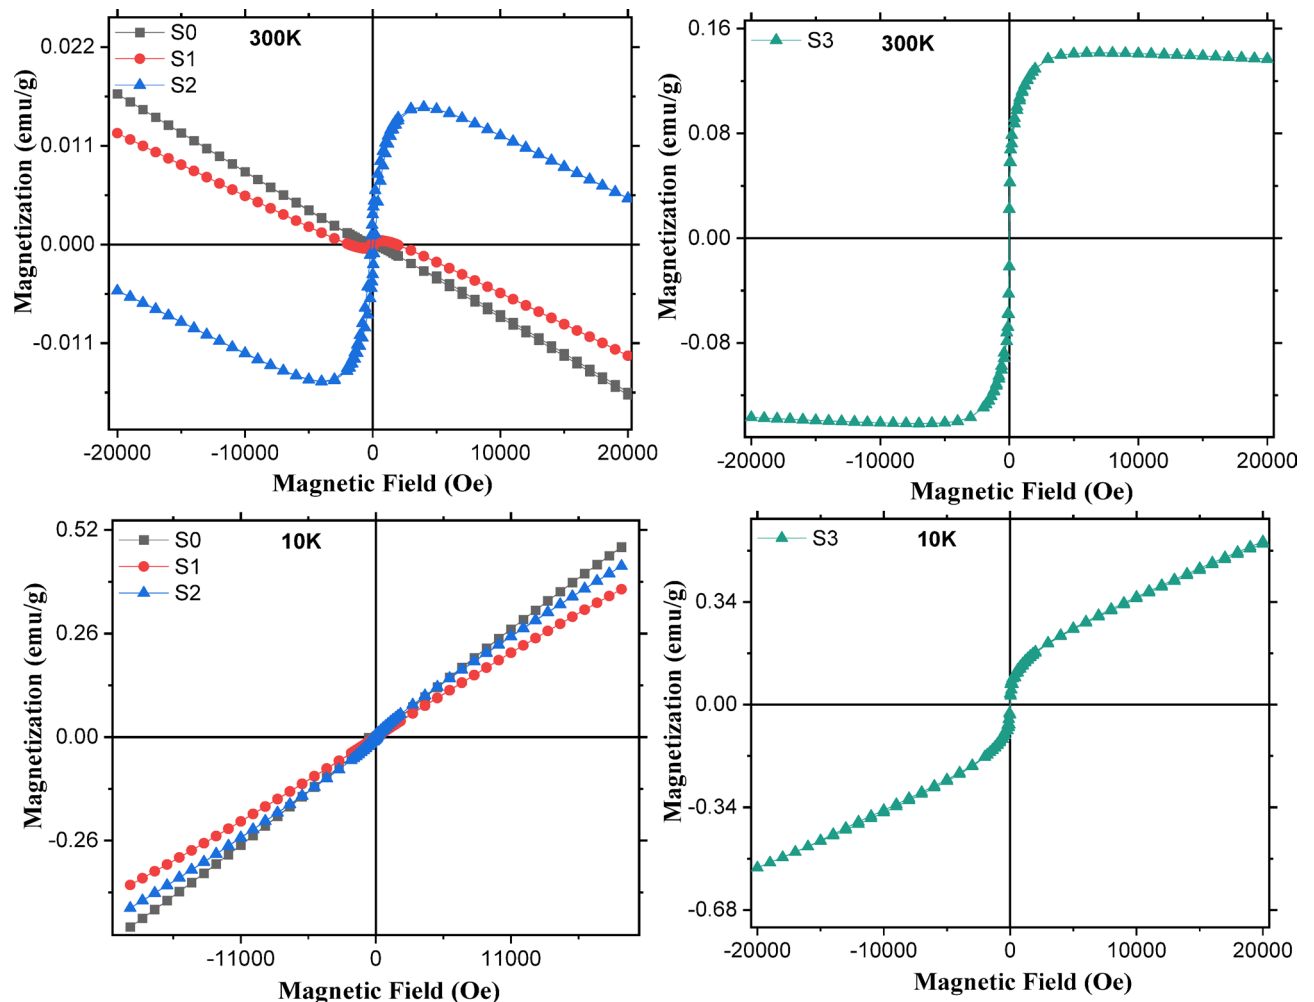 S0
S1
S2
300K
0.022
0.011
0.000
-0.011
Magnetization (emu/g)
-20000
-10000
0
10000
20000
Magnetic Field (Oe)
S3
300K
0.16
0.08
0.00
-0.08
Magnetization (emu/g)
-20000
-10000
0
10000
20000
Magnetic Field (Oe)
S0
S1
S2
10K
0.52
0.26
0.00
-0.26
Magnetization (emu/g)
-11000
0
11000
Magnetic Field (Oe)
S3
10K
0.34
0.00
-0.34
-0.68
Magnetization (emu/g)
-20000
-10000
0
10000
20000
Magnetic Field (Oe)